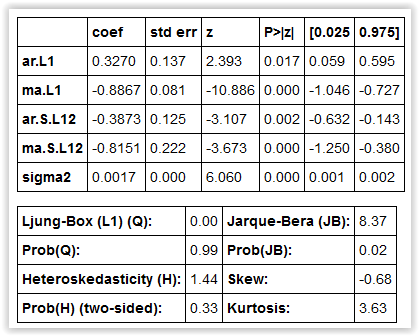 coef std err z P>|z| [0.025 0.975]
ar.L1 0.3270 0.137 2.393 0.017 0.059 0.595
ma.L1 -0.8867 0.081 -10.886 0.000 -1.046 -0.727
ar.S.L12 -0.3873 0.125 -3.107 0.002 -0.632 -0.143
ma.S.L12 -0.8151 0.222 -3.673 0.000 -1.250 -0.380
sigma2 0.0017 0.000 6.060 0.000 0.001 0.002
Ljung-Box (L1) (Q): 0.00 Jarque-Bera (JB): 8.37
Prob(Q): 0.99 Prob(JB): 0.02
Heteroskedasticity (H): 1.44 Skew: -0.68
Prob(H) (two-sided): 0.33 Kurtosis: 3.63